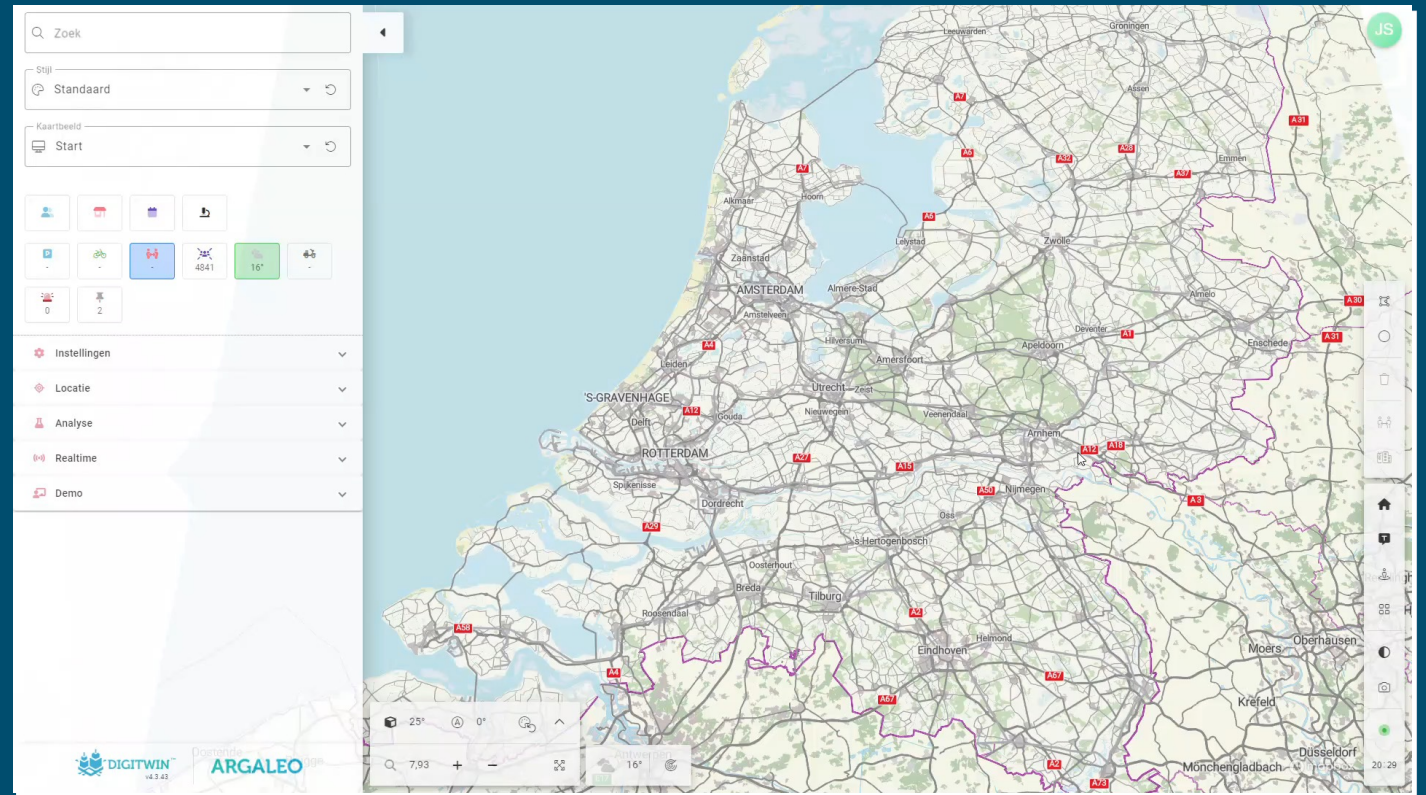 Zoek
Stijl
Standaard
Kaartbeeld
Start
-
-
-
4841
16°
-
0
2
Instellingen
Locatie
Analyse
Realtime
Demo
DIGITWIN™
v4.3.43
ARGALEO
JS
Groningen
Leeuwarden
Assen
A7
A31
A6
A32
A28
Emmen
A7
A37
Alkmaar
Hoorn
A6
Lelystad
Zwolle
Zaanstad
AMSTERDAM
Almere-Stad
Almelo
A30
Amstelveen
Deventer
A1
A31
Hilversum
Enschede
A4
Apeldoorn
Leiden
Amersfoort
Utrecht
Zeist
'S-GRAVENHAGE
A12
Gouda
Nieuwegein
Veenendaal
Delft
Arnhem
A12
A18
ROTTERDAM
A27
A15
Spijkenisse
A50
Nijmegen
A3
Dordrecht
Oss
A29
's-Hertogenbosch
Oosterhout
Breda
Tilburg
Roosendaal
A2
A58
Helmond
Oberhausen
Eindhoven
Moers
A4
A67
A67
Krefeld
25°
0°
Antwerpen
Düsseldorf
7,93
16°
A2
Mönchengladbach
20:29
A73